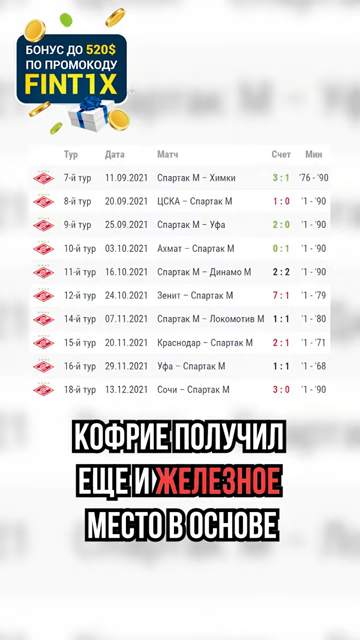 БОНУС ДО 520$
ПО ПРОМОКОДУ
FINT1X
Тур Дата Матч Счет Мин
7-й тур 11.09.2021 Спартак М – Химки 3 : 1 '76 - '90
8-й тур 20.09.2021 ЦСКА – Спартак М 1 : 0 '1 - '90
9-й тур 25.09.2021 Спартак М – Уфа 2 : 0 '1 - '90
10-й тур 03.10.2021 Ахмат – Спартак М 0 : 1 '1 - '90
11-й тур 16.10.2021 Спартак М – Динамо М 2 : 2 '1 - '90
12-й тур 24.10.2021 Зенит – Спартак М 7 : 1 '1 - '79
14-й тур 07.11.2021 Спартак М – Локомотив М 1 : 1 '1 - '80
15-й тур 20.11.2021 Краснодар – Спартак М 2 : 1 '1 - '71
16-й тур 29.11.2021 Уфа – Спартак М 1 : 1 '1 - '68
18-й тур 13.12.2021 Сочи – Спартак М 3 : 0 '1 - '90
КОФРИЕ ПОЛУЧИЛ
ЕЩЕ И ЖЕЛЕЗНОЕ
МЕСТО В ОСНОВЕ